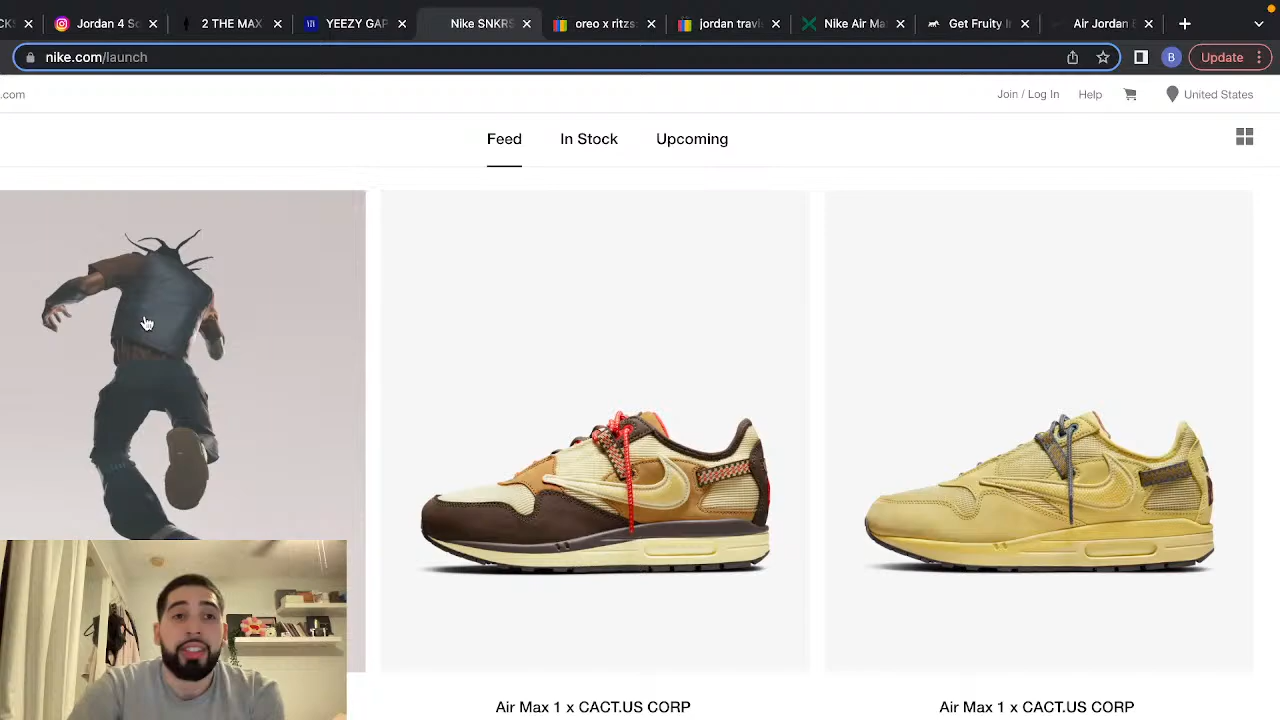 Jordan 4 Sc
2 THE MAX
YEEZY GAP
Nike SNKRS
oreo x ritzs
jordan travi
Nike Air Ma
Get Fruity I
Air Jordan
nike.com/launch
B
Update
.com
Join / Log In
Help
United States
Feed
In Stock
Upcoming
Air Max 1 x CACT.US CORP
Air Max 1 x CACT.US CORP